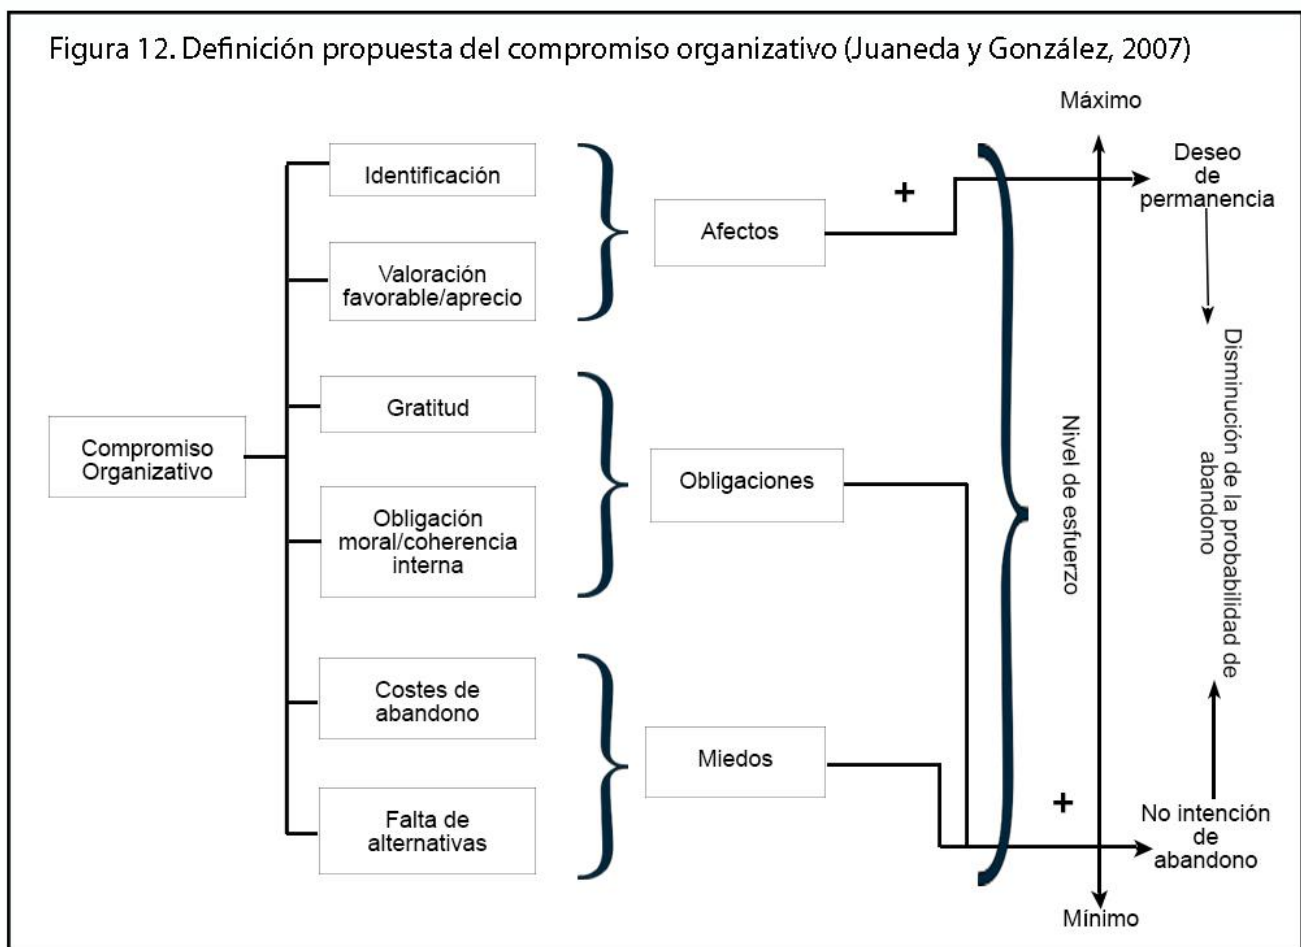 Figura 12. Definición propuesta del compromiso organizativo (Juaneda y González, 2007)
Compromiso
Organizativo
Identificación
Valoración
favorable/aprecio
Gratitud
Obligación
moral/coherencia
interna
Costes de
abandono
Falta de
alternativas
Afectos
Obligaciones
Miedos
+
+
Máximo
Nivel de esfuerzo
Mínimo
Deseo
de
permanencia
Disminución de la probabilidad de
abandono
No intención
de
abandono